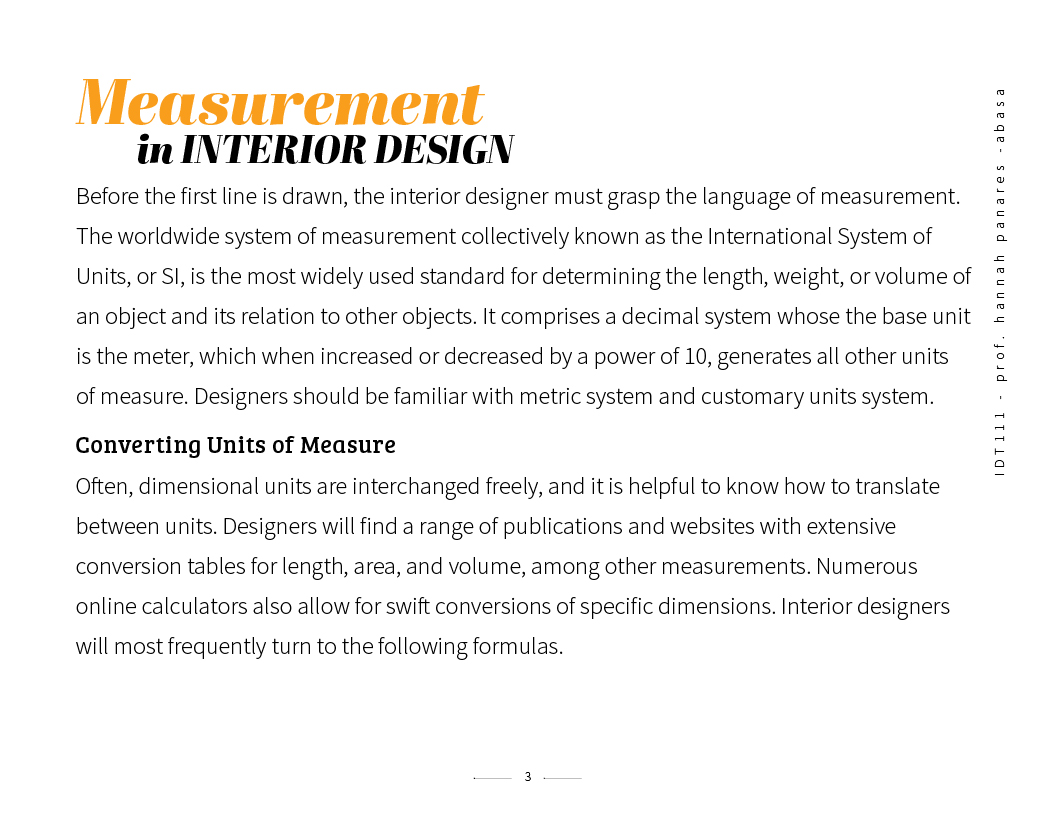 Measurement
in INTERIOR DESIGN
Before the first line is drawn, the interior designer must grasp the language of measurement.
The worldwide system of measurement collectively known as the International System of
Units, or SI, is the most widely used standard for determining the length, weight, or volume of
an object and its relation to other objects. It comprises a decimal system whose the base unit
is the meter, which when increased or decreased by a power of 10, generates all other units
of measure. Designers should be familiar with metric system and customary units system.
Converting Units of Measure
Often, dimensional units are interchanged freely, and it is helpful to know how to translate
between units. Designers will find a range of publications and websites with extensive
conversion tables for length, area, and volume, among other measurements. Numerous
online calculators also allow for swift conversions of specific dimensions. Interior designers
will most frequently turn to the following formulas.
3
IDT111 - prof. hannah panares -abasa